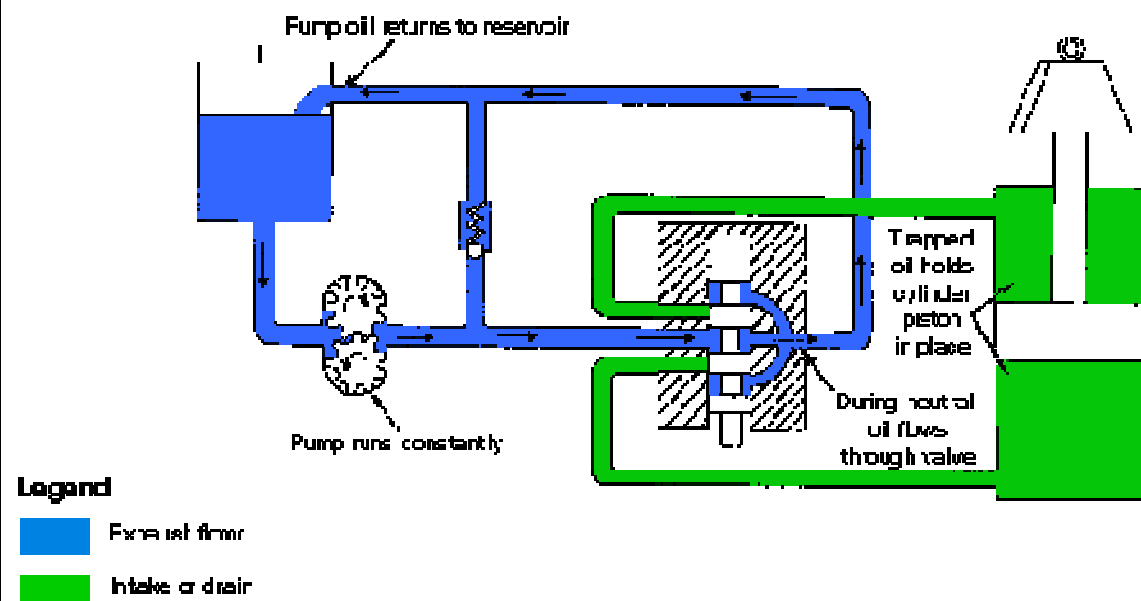 Pump oil returns to reservoir
Trapped
oil holds
cylinder
piston
in place
During neutral
oil flows
through valve
Pump runs constantly
Legend
Exhaust flow
Intake or drain